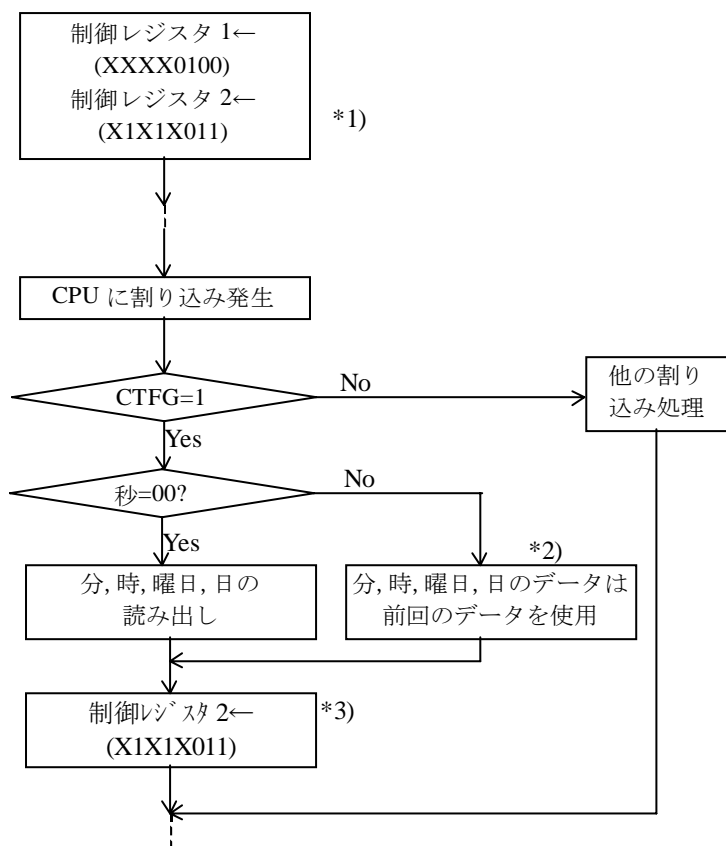 制御レジスタ 1←
(XXXX0100)
制御レジスタ 2←
(X1X1X011)
*1)
CPU に割り込み発生
CTFG=1
No
他の割り
込み処理
Yes
秒=00?
No
Yes
*2)
分, 時, 曜日, 日の
読み出し
分, 時, 曜日, 日のデータは
前回のデータを使用
制御ﾚｼﾞｽﾀ 2←
(X1X1X011)
*3)